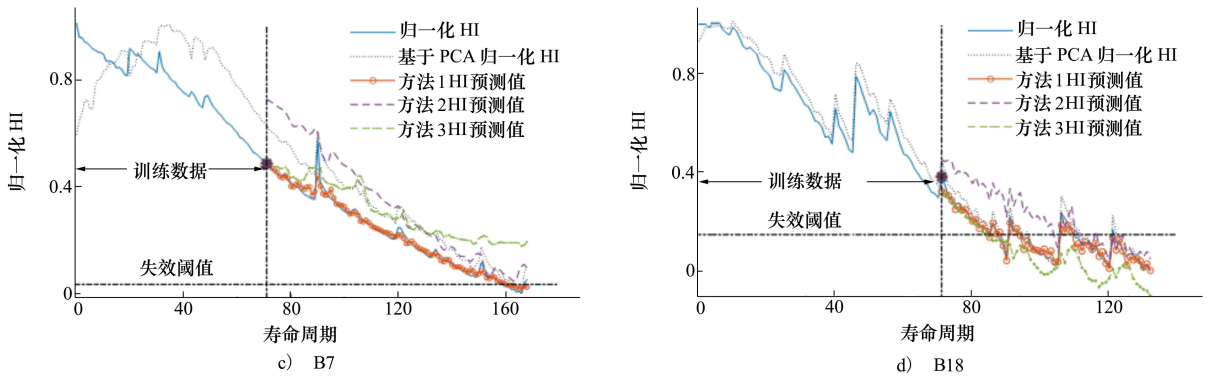 归一化 HI
基于 PCA 归一化 HI
方法 1HI 预测值
方法 2HI 预测值
方法 3HI 预测值
0.8
0.4
0
归一化 HI
训练数据
失效阈值
0
40
80
120
160
寿命周期
c) B7
归一化 HI
基于 PCA 归一化 HI
方法 1HI 预测值
方法 2HI 预测值
方法 3HI 预测值
0.8
0.4
0
归一化 HI
训练数据
失效阈值
0
40
80
120
寿命周期
d) B18